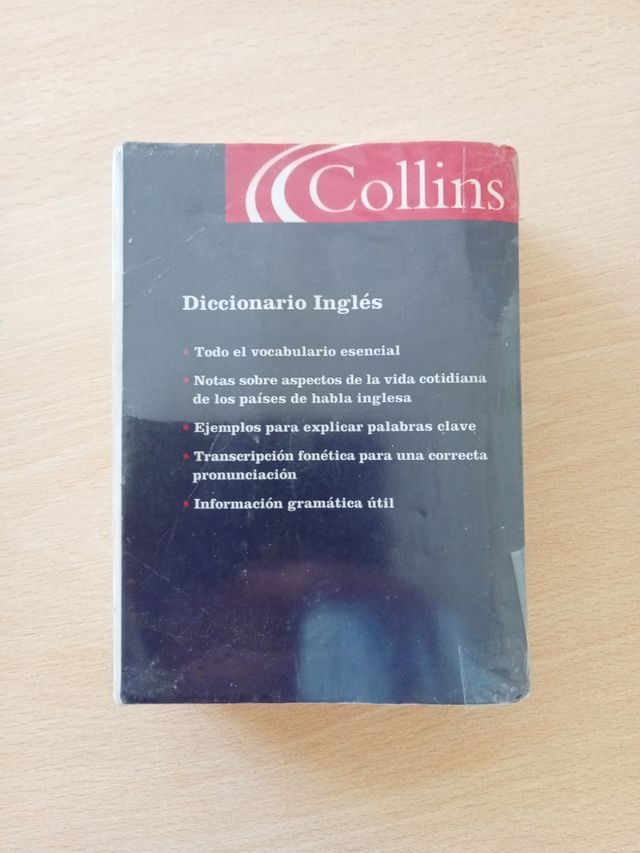 Collins
Diccionario Inglés
• Todo el vocabulario esencial
• Notas sobre aspectos de la vida cotidiana
de los países de habla inglesa
• Ejemplos para explicar palabras clave
• Transcripción fonética para una correcta
pronunciación
• Información gramática útil